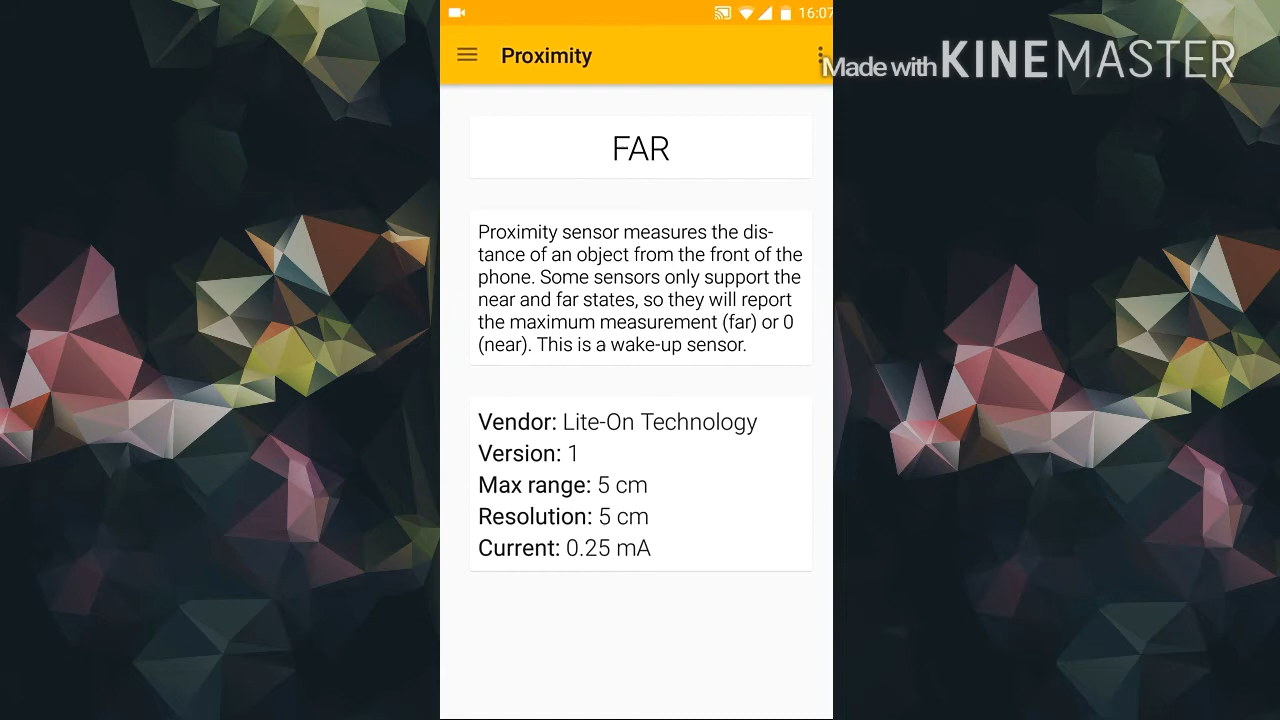 16:07
Proximity
Made with KINEMASTER
FAR
Proximity sensor measures the dis-
tance of an object from the front of the
phone. Some sensors only support the
near and far states, so they will report
the maximum measurement (far) or 0
(near). This is a wake-up sensor.
Vendor: Lite-On Technology
Version: 1
Max range: 5 cm
Resolution: 5 cm
Current: 0.25 mA